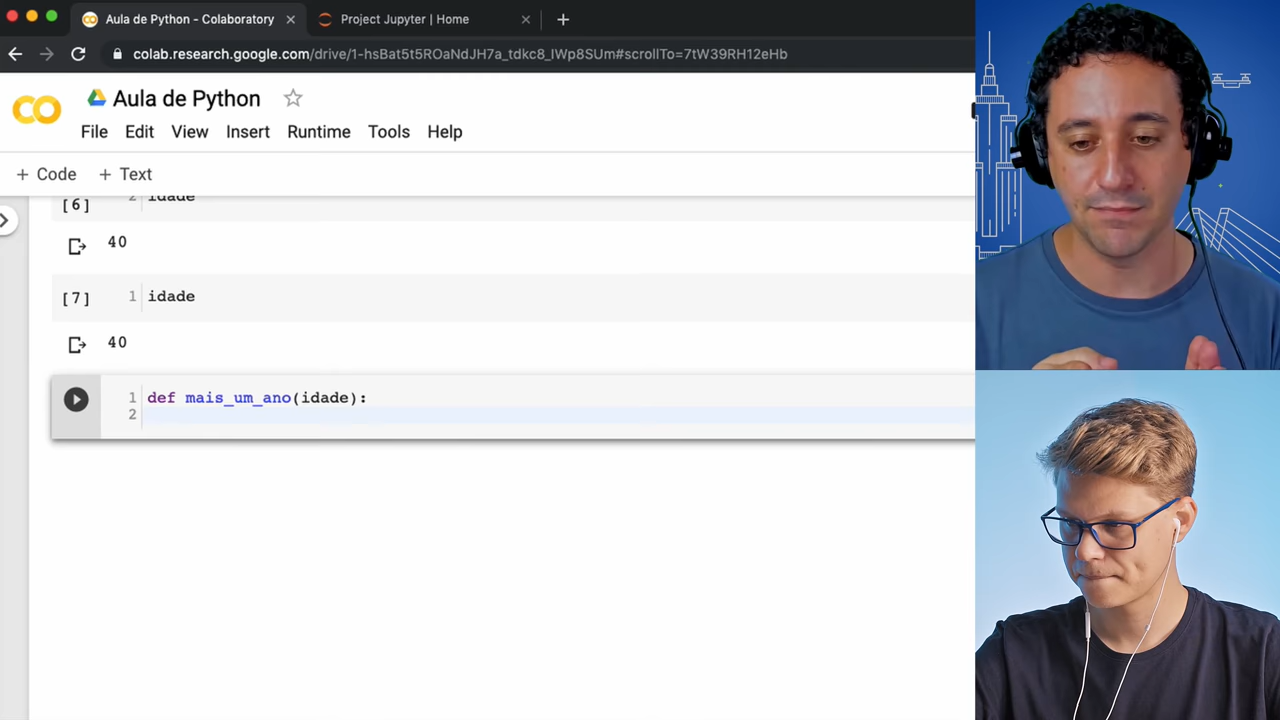 Aula de Python - Colaboratory
Project Jupyter | Home
colab.research.google.com/drive/1-hsBat5t5ROaNdJH7a_tdkc8_IWp8SUm#scrollTo=7tW39RH12eHb
Aula de Python
File Edit View Insert Runtime Tools Help
+ Code + Text
[6] 2 idade
40
[7] 1 idade
40
1 def mais_um_ano(idade):
2